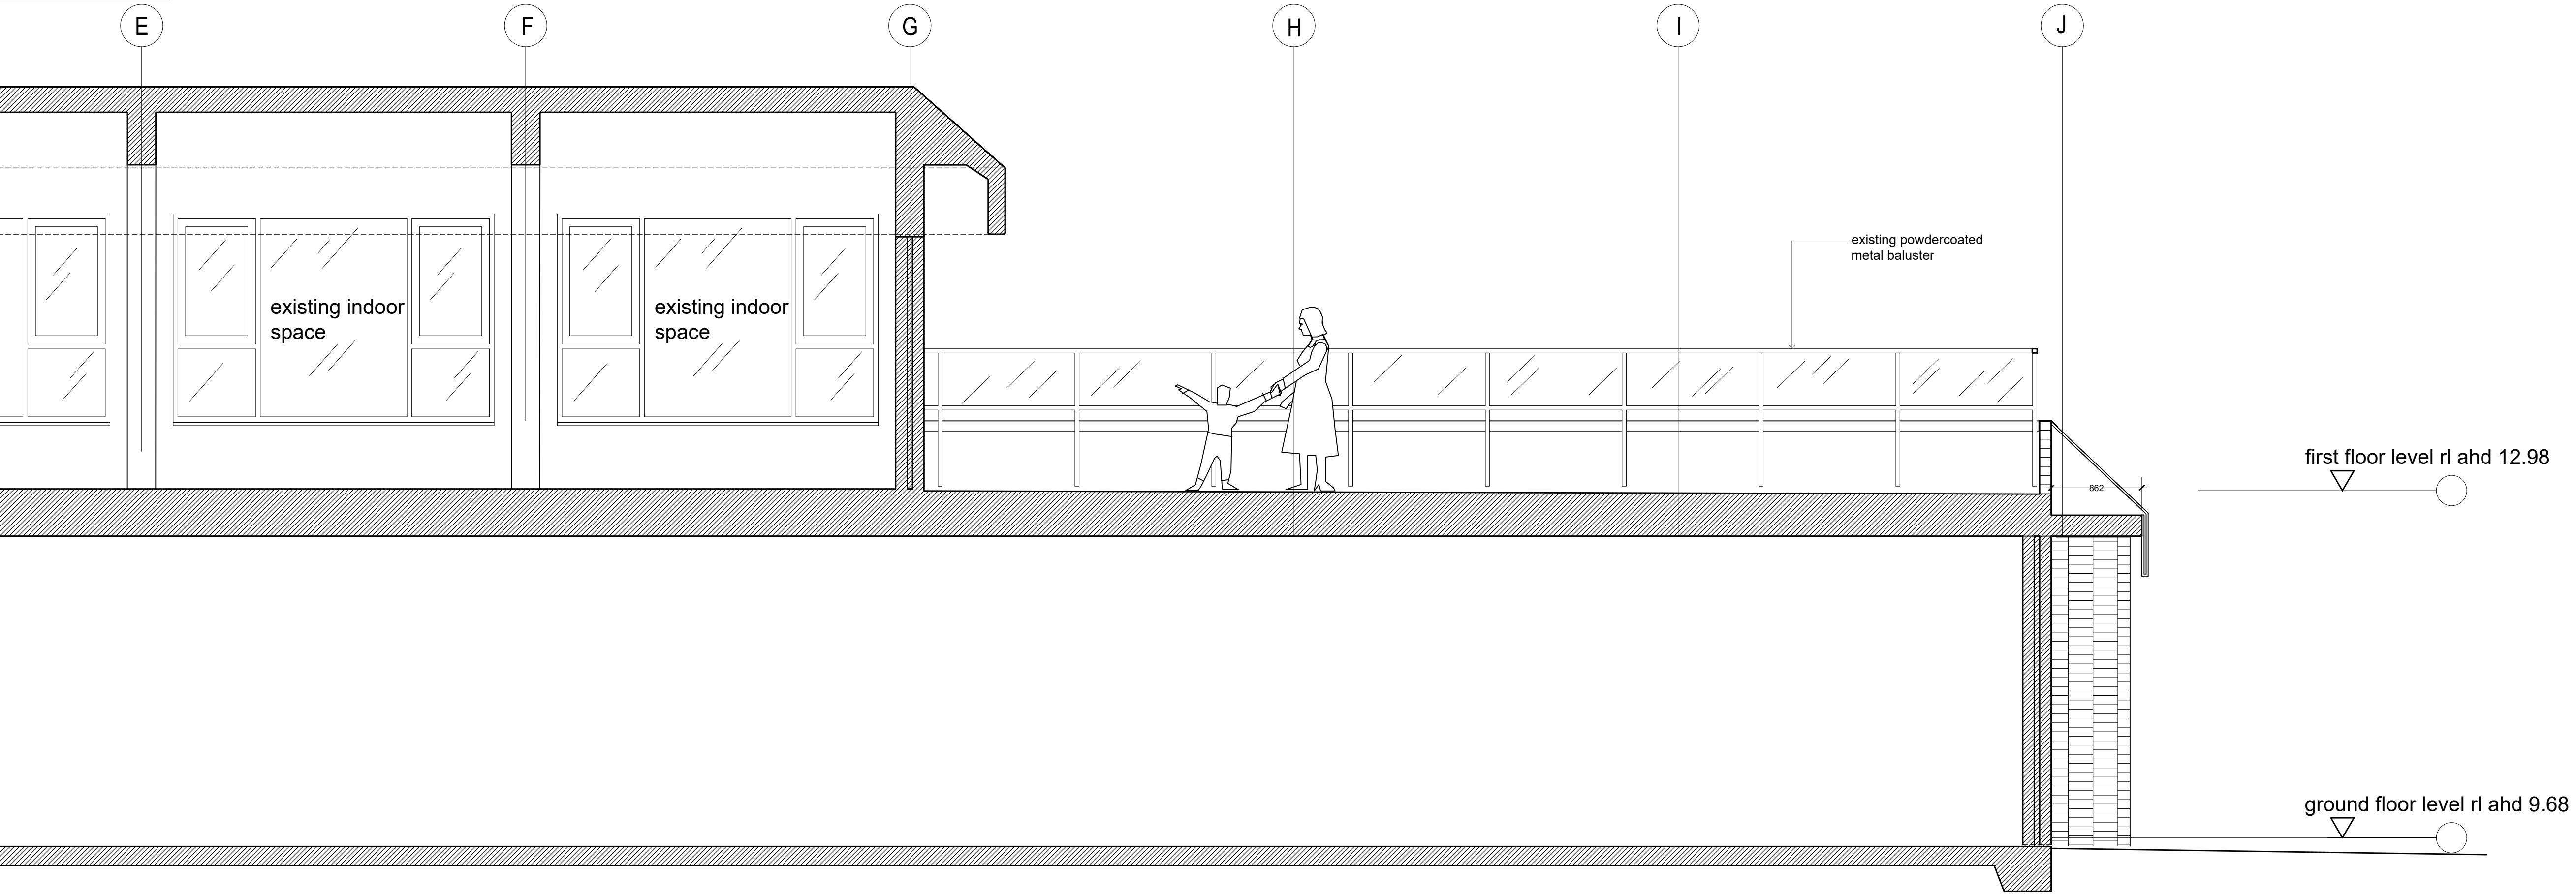 E
F
G
H
I
J
existing powdercoated
metal baluster
existing indoor
space
existing indoor
space
first floor level rl ahd 12.98
862
ground floor level rl ahd 9.68